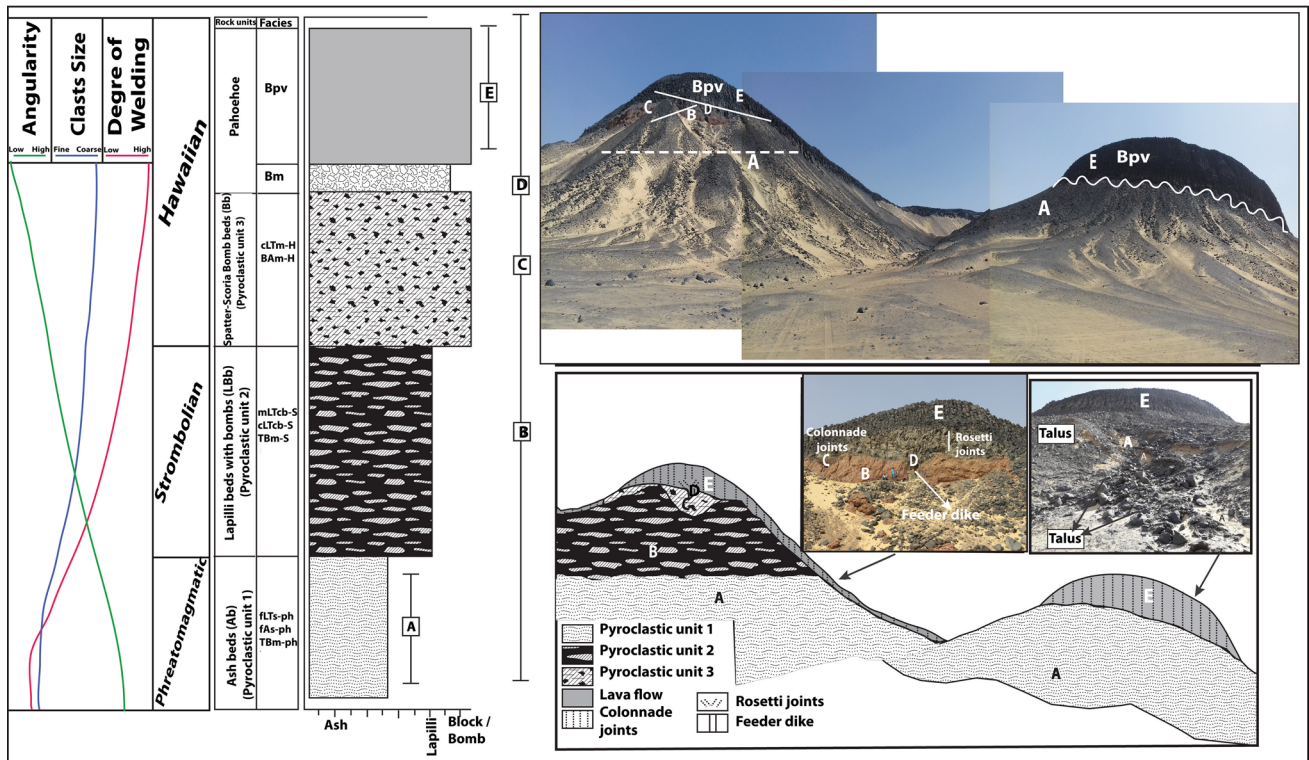 Angularity
Clasts Size
Degre of
Welding
Low High
Fine Coarse
Low High
Hawaiian
Strombolian
Phreatomagmatic
Rock units
Facies
Pahoehoe
Bpv
Bm
Spatter-Scoria Bomb beds (Bb)
(Pyroclastic unit 3)
cLTm-H
BAm-H
Lapilli beds with bombs (LBb)
(Pyroclastic unit 2)
mLTcb-S
cLTcb-S
TBm-S
Ash beds (Ab)
(Pyroclastic unit 1)
fLTs-ph
fAs-ph
TBm-ph
Ash
Lapilli
Block /
Bomb
E
D
C
B
A
Bpv
E
C
D
B
A
E
Bpv
A
E
Colonnade
joints
Rosetti
joints
C
B
D
Feeder dike
E
Talus
A
A
Talus
E
D
C
B
A
E
A
Pyroclastic unit 1
Pyroclastic unit 2
Pyroclastic unit 3
Lava flow
Colonnade
joints
Rosetti joints
Feeder dike